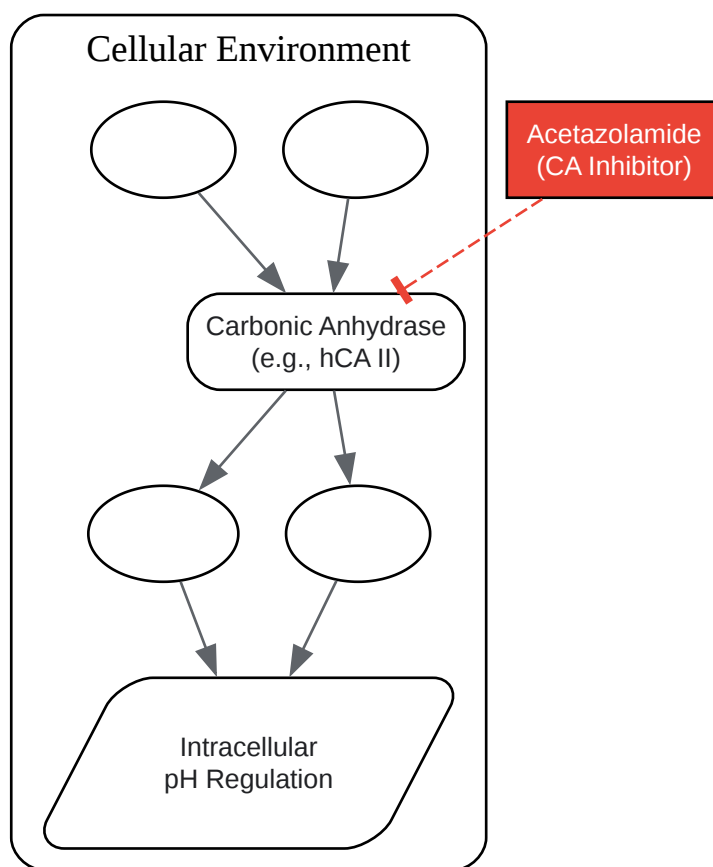 Cellular Environment
Acetazolamide
(CA Inhibitor)
Carbonic Anhydrase
(e.g., hCA II)
Intracellular
pH Regulation